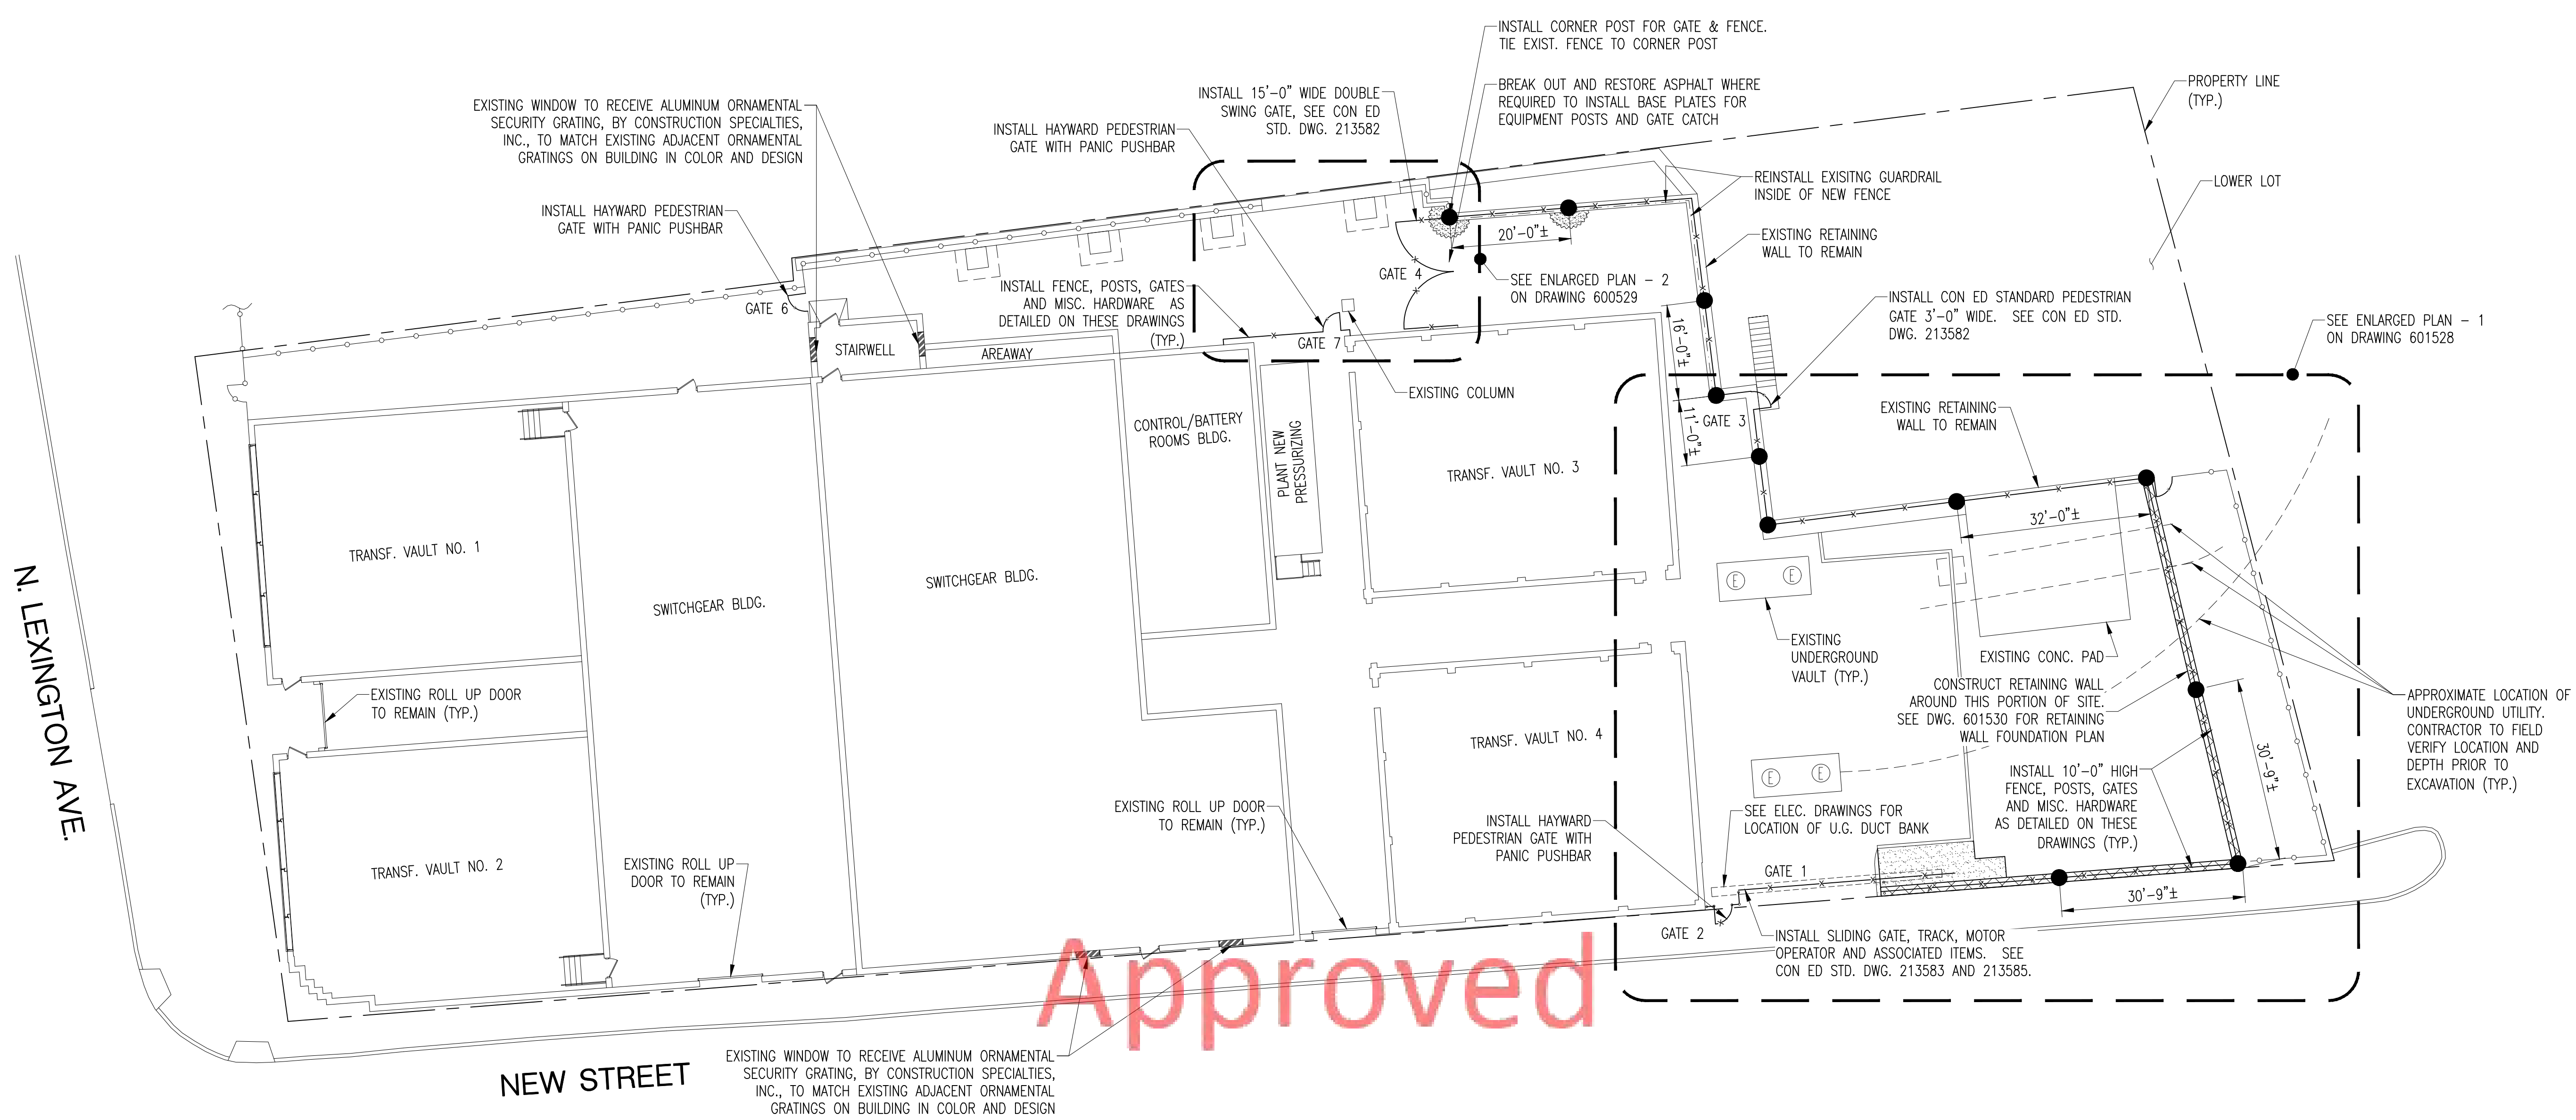 INSTALL CORNER POST FOR GATE & FENCE.
TIE EXIST. FENCE TO CORNER POST
INSTALL 15'-0" WIDE DOUBLE
SWING GATE, SEE CON ED
STD. DWG. 213582
BREAK OUT AND RESTORE ASPHALT WHERE
REQUIRED TO INSTALL BASE PLATES FOR
EQUIPMENT POSTS AND GATE CATCH
PROPERTY LINE
(TYP.)
EXISTING WINDOW TO RECEIVE ALUMINUM ORNAMENTAL
SECURITY GRATING, BY CONSTRUCTION SPECIALTIES,
INC., TO MATCH EXISTING ADJACENT ORNAMENTAL
GRATINGS ON BUILDING IN COLOR AND DESIGN
INSTALL HAYWARD PEDESTRIAN
GATE WITH PANIC PUSHBAR
REINSTALL EXISITNG GUARDRAIL
INSIDE OF NEW FENCE
LOWER LOT
INSTALL HAYWARD PEDESTRIAN
GATE WITH PANIC PUSHBAR
20'-0"±
EXISTING RETAINING
WALL TO REMAIN
GATE 4
SEE ENLARGED PLAN - 2
ON DRAWING 600529
GATE 6
INSTALL FENCE, POSTS, GATES
AND MISC. HARDWARE AS
DETAILED ON THESE DRAWINGS
(TYP.)
INSTALL CON ED STANDARD PEDESTRIAN
GATE 3'-0" WIDE. SEE CON ED STD.
DWG. 213582
SEE ENLARGED PLAN - 1
ON DRAWING 601528
STAIRWELL
AREAWAY
GATE 7
16'-0"±
EXISTING COLUMN
11'-0"±
GATE 3
EXISTING RETAINING
WALL TO REMAIN
CONTROL/BATTERY
ROOMS BLDG.
PLANT NEW
PRESSURIZING
TRANSF. VAULT NO. 3
32'-0"±
TRANSF. VAULT NO. 1
SWITCHGEAR BLDG.
SWITCHGEAR BLDG.
E
E
N. LEXINGTON AVE.
EXISTING
UNDERGROUND
VAULT (TYP.)
EXISTING CONC. PAD
CONSTRUCT RETAINING WALL
AROUND THIS PORTION OF SITE.
SEE DWG. 601530 FOR RETAINING
WALL FOUNDATION PLAN
EXISTING ROLL UP DOOR
TO REMAIN (TYP.)
APPROXIMATE LOCATION OF
UNDERGROUND UTILITY.
CONTRACTOR TO FIELD
VERIFY LOCATION AND
DEPTH PRIOR TO
EXCAVATION (TYP.)
TRANSF. VAULT NO. 4
30'-9"±
E
E
INSTALL 10'-0" HIGH
FENCE, POSTS, GATES
AND MISC. HARDWARE
AS DETAILED ON THESE
DRAWINGS (TYP.)
EXISTING ROLL UP DOOR
TO REMAIN (TYP.)
INSTALL HAYWARD
PEDESTRIAN GATE WITH
PANIC PUSHBAR
SEE ELEC. DRAWINGS FOR
LOCATION OF U.G. DUCT BANK
TRANSF. VAULT NO. 2
EXISTING ROLL UP
DOOR TO REMAIN
(TYP.)
GATE 1
30'-9"±
GATE 2
INSTALL SLIDING GATE, TRACK, MOTOR
OPERATOR AND ASSOCIATED ITEMS. SEE
CON ED STD. DWG. 213583 AND 213585.
Approved
NEW STREET
EXISTING WINDOW TO RECEIVE ALUMINUM ORNAMENTAL
SECURITY GRATING, BY CONSTRUCTION SPECIALTIES,
INC., TO MATCH EXISTING ADJACENT ORNAMENTAL
GRATINGS ON BUILDING IN COLOR AND DESIGN